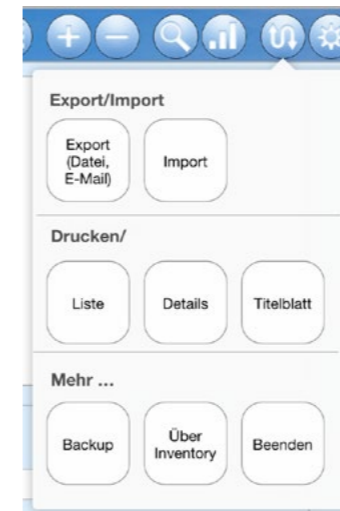 Export/Import
Export
(Datei,
E-Mail)
Import
Drucken/
Liste
Details
Titelblatt
Mehr ...
Backup
Über
Inventory
Beenden